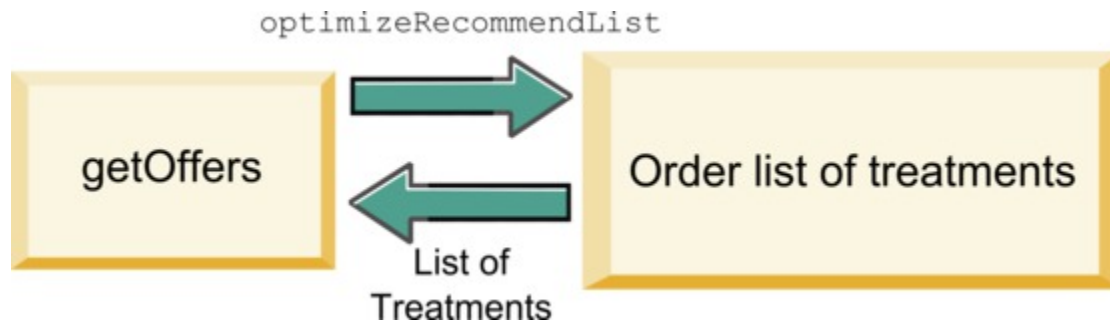 optimizeRecommendList
getOffers
Order list of treatments
List of
Treatments